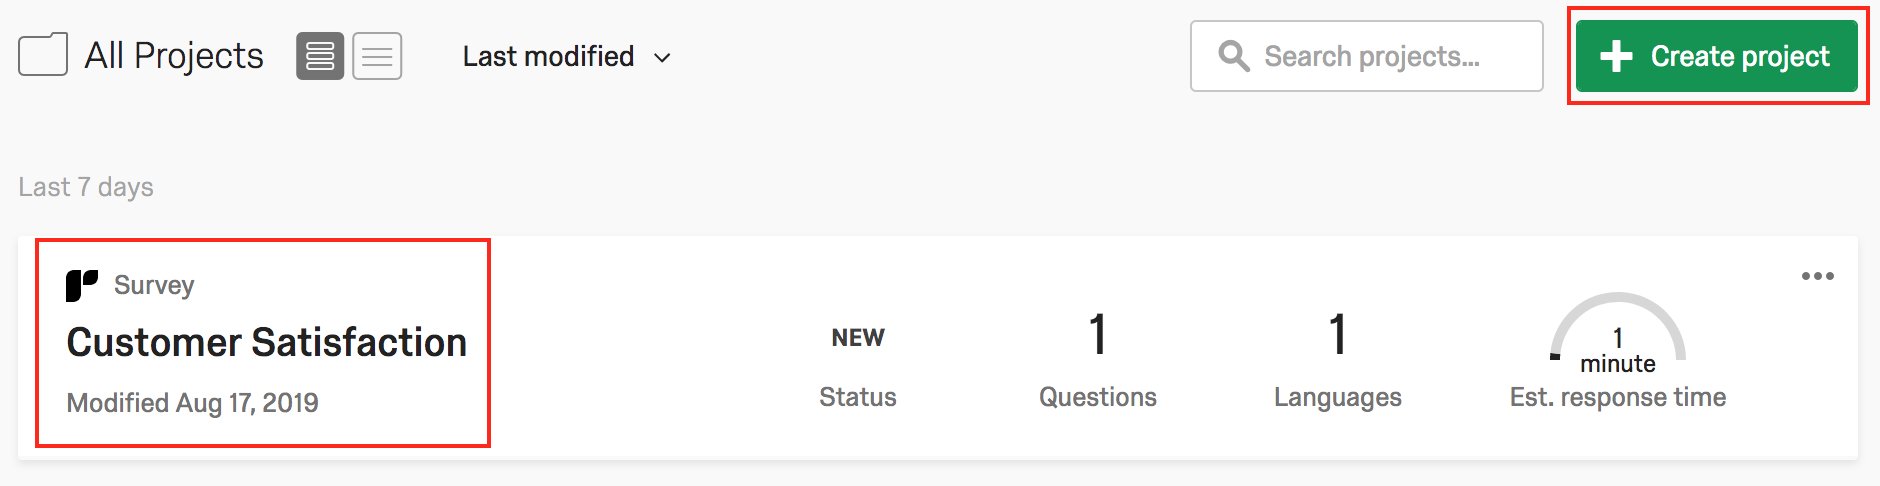 All Projects
Last modified
Search projects...
Create project
Last 7 days
Survey
Customer Satisfaction
Modified Aug 17, 2019
NEW
Status
1
Questions
1
Languages
1
minute
Est. response time